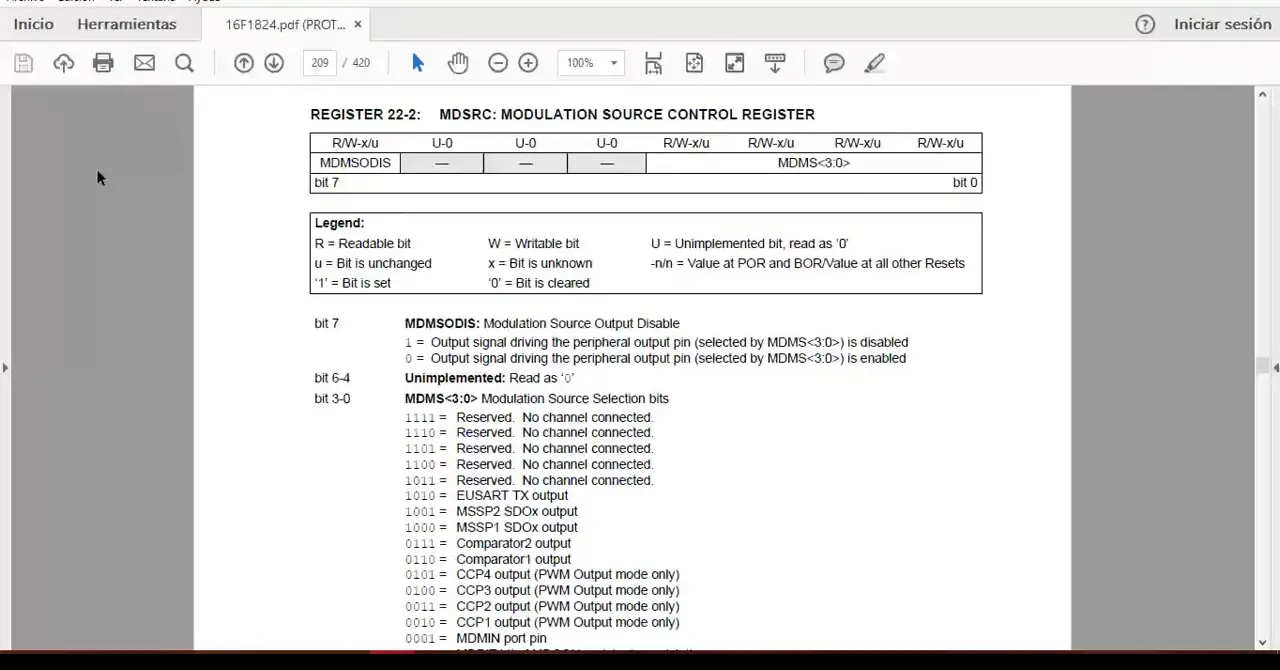 Inicio Herramientas 16F1824.pdf (PROT... × ? Iniciar sesión
209 / 420 100%
REGISTER 22-2: MDSRC: MODULATION SOURCE CONTROL REGISTER
R/W-x/u U-0 U-0 U-0 R/W-x/u R/W-x/u R/W-x/u R/W-x/u
MDMSODIS — — — MDMS<3:0>
bit 7 bit 0
Legend:
R = Readable bit W = Writable bit U = Unimplemented bit, read as ‘0’
u = Bit is unchanged x = Bit is unknown -n/n = Value at POR and BOR/Value at all other Resets
‘1’ = Bit is set ‘0’ = Bit is cleared
bit 7 MDMSODIS: Modulation Source Output Disable
1 = Output signal driving the peripheral output pin (selected by MDMS<3:0>) is disabled
0 = Output signal driving the peripheral output pin (selected by MDMS<3:0>) is enabled
bit 6-4 Unimplemented: Read as ‘0’
bit 3-0 MDMS<3:0> Modulation Source Selection bits
1111 = Reserved. No channel connected.
1110 = Reserved. No channel connected.
1101 = Reserved. No channel connected.
1100 = Reserved. No channel connected.
1011 = Reserved. No channel connected.
1010 = EUSART TX output
1001 = MSSP2 SDOx output
1000 = MSSP1 SDOx output
0111 = Comparator2 output
0110 = Comparator1 output
0101 = CCP4 output (PWM Output mode only)
0100 = CCP3 output (PWM Output mode only)
0011 = CCP2 output (PWM Output mode only)
0010 = CCP1 output (PWM Output mode only)
0001 = MDMIN port pin